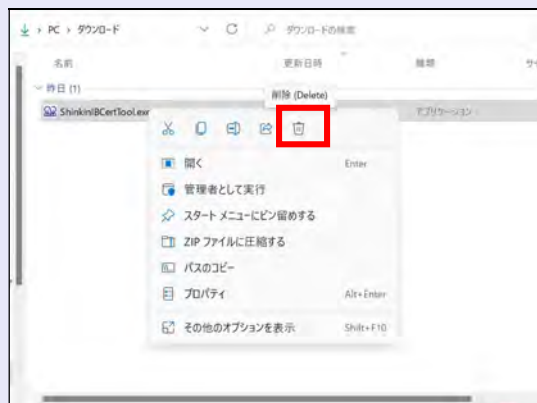 PC › ダウンロード
ダウンロードの検索
名前 更新日時 種類
昨日 (1)
削除 (Delete)
ShinkinIBCertTool.exe
アプリケーション
開く Enter
管理者として実行
スタート メニューにピン留めする
ZIP ファイルに圧縮する
パスのコピー
プロパティ Alt+Enter
その他のオプションを表示 Shift+F10